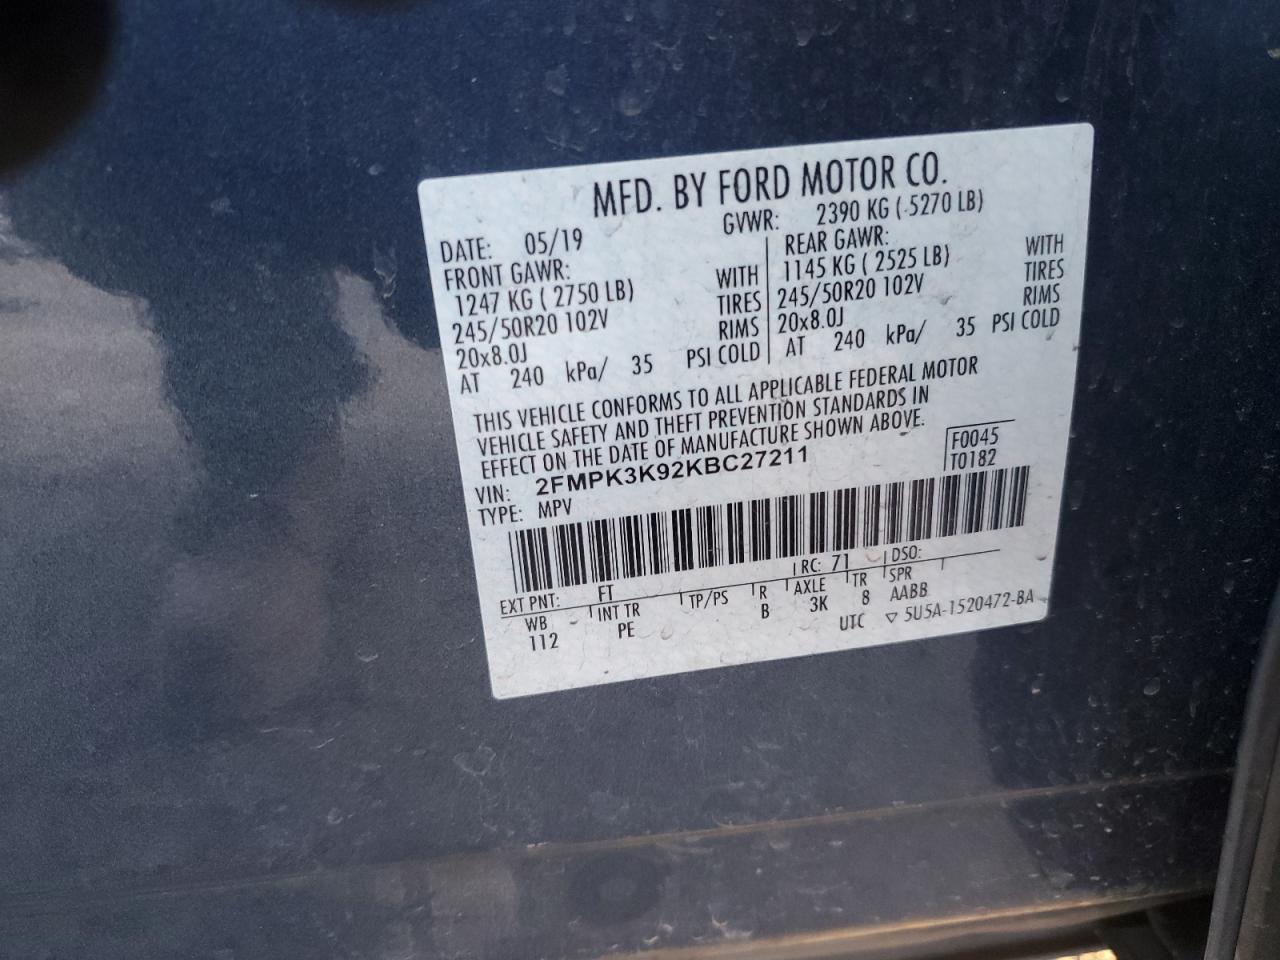 MFD. BY FORD MOTOR CO.
DATE: 05/19 GVWR: 2390 KG ( 5270 LB)
FRONT GAWR: REAR GAWR:
1247 KG ( 2750 LB) WITH 1145 KG ( 2525 LB) WITH
245/50R20 102V TIRES 245/50R20 102V TIRES
20x8.0J RIMS 20x8.0J RIMS
AT 240 kPa/ 35 PSI COLD AT 240 kPa/ 35 PSI COLD
THIS VEHICLE CONFORMS TO ALL APPLICABLE FEDERAL MOTOR
VEHICLE SAFETY AND THEFT PREVENTION STANDARDS IN
EFFECT ON THE DATE OF MANUFACTURE SHOWN ABOVE.
VIN: 2FMPK3K92KBC27211 F0045
TYPE: MPV T0182
EXT PNT: FT RC: 71 DSO:
WB INT TR TP/PS R AXLE TR SPR
112 PE B 3K 8 AABB
UTC ▽ 5U5A-1520472-BA